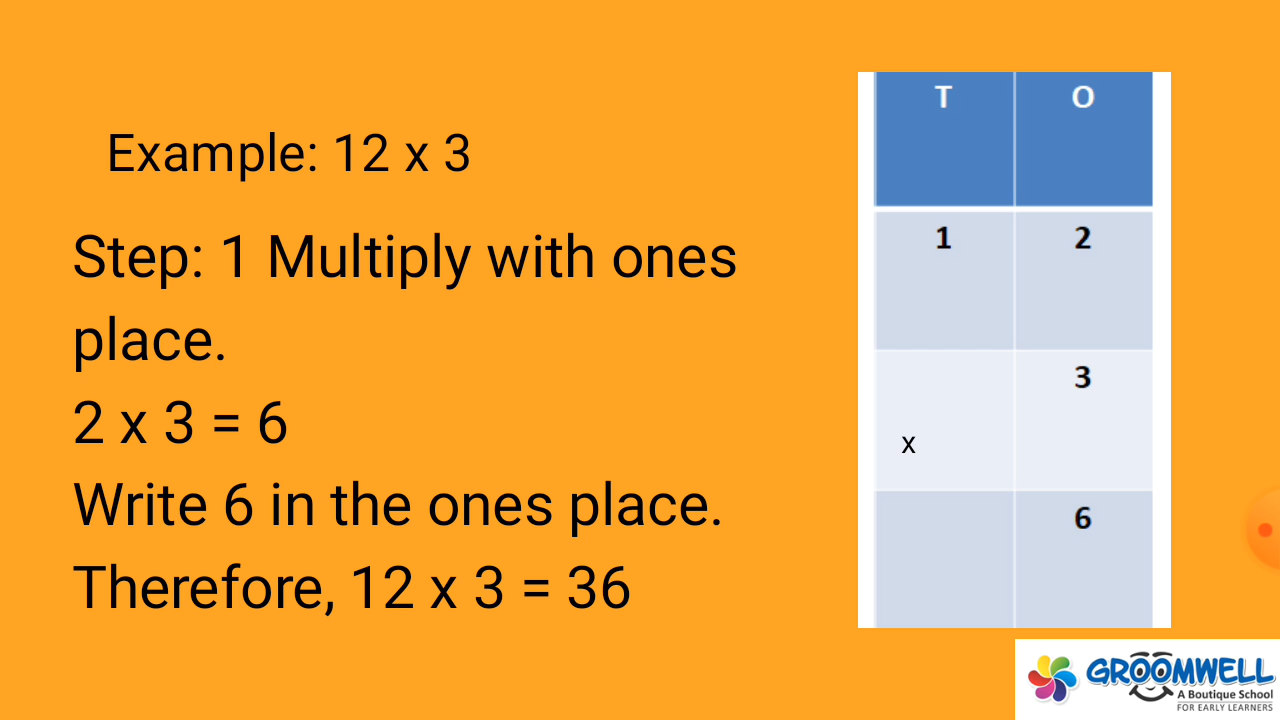 Example: 12 x 3
Step: 1 Multiply with ones
place.
2 x 3 = 6
Write 6 in the ones place.
Therefore, 12 x 3 = 36
T O
1 2
3
x
6
GROOMWELL
A Boutique School
FOR EARLY LEARNERS